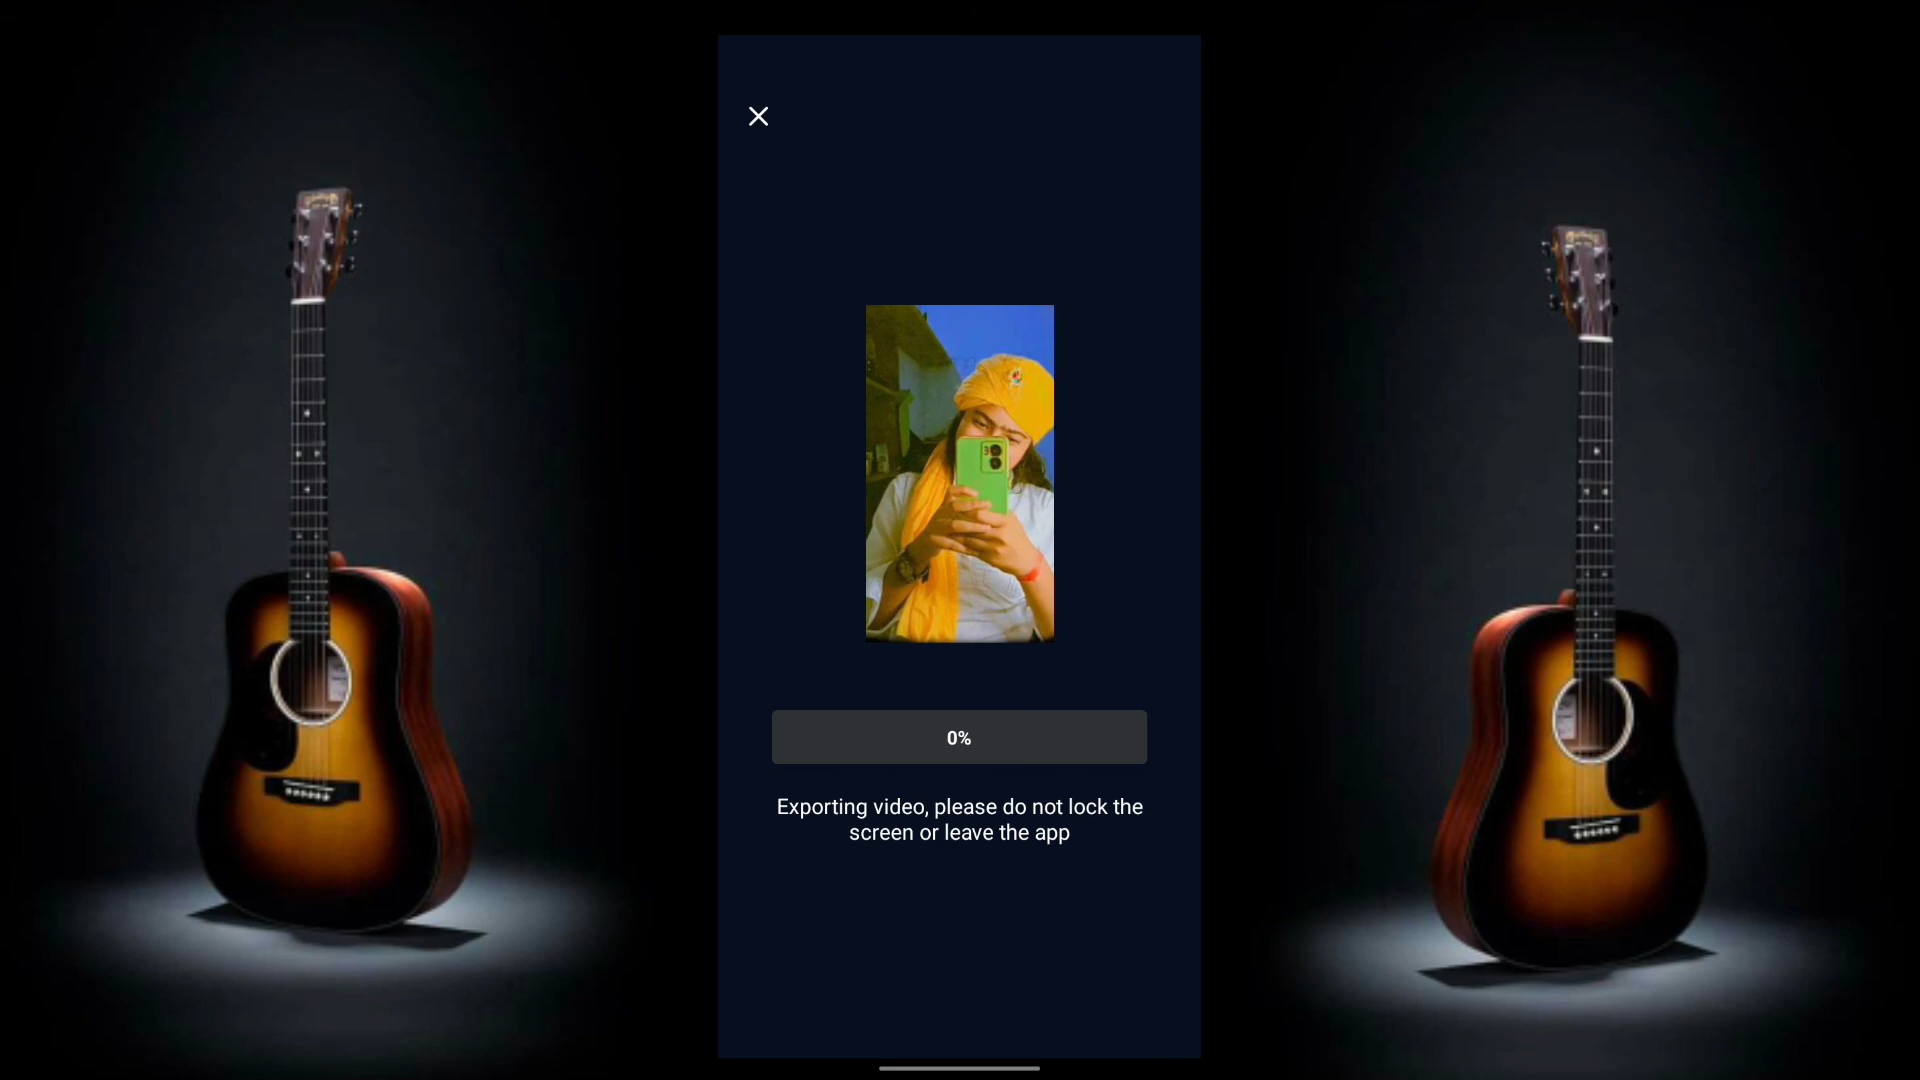 0%
Exporting video, please do not lock the
screen or leave the app